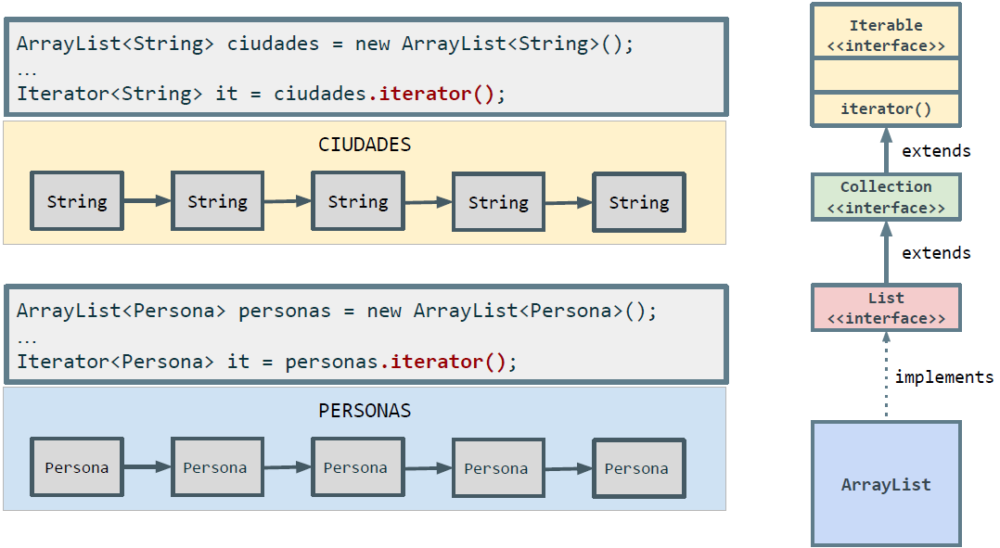 ArrayList<String> ciudades = new ArrayList<String>();
...
Iterator<String> it = ciudades.iterator();
CIUDADES
String
String
String
String
String
ArrayList<Persona> personas = new ArrayList<Persona>();
...
Iterator<Persona> it = personas.iterator();
PERSONAS
Persona
Persona
Persona
Persona
Persona
Iterable
<<interface>>
iterator()
extends
Collection
<<interface>>
extends
List
<<interface>>
implements
ArrayList